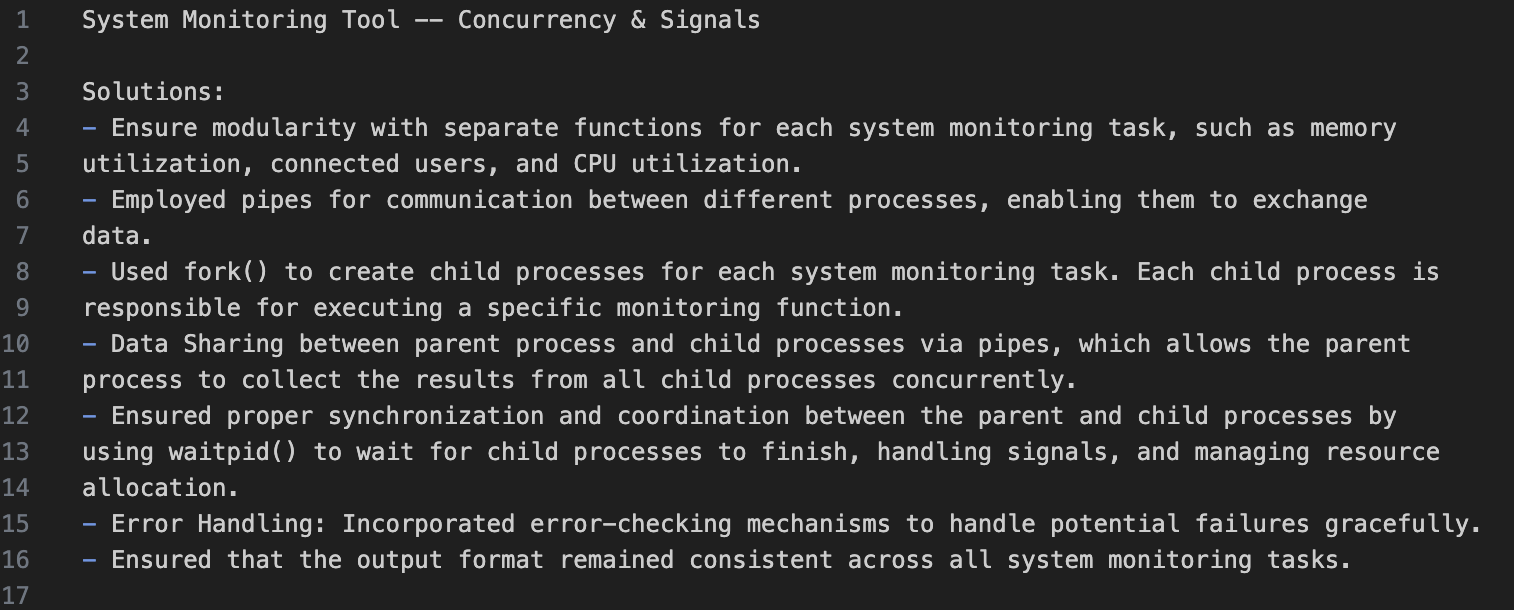 1 System Monitoring Tool -- Concurrency & Signals
2
3 Solutions:
4 - Ensure modularity with separate functions for each system monitoring task, such as memory
5 utilization, connected users, and CPU utilization.
6 - Employed pipes for communication between different processes, enabling them to exchange
7 data.
8 - Used fork() to create child processes for each system monitoring task. Each child process is
9 responsible for executing a specific monitoring function.
10 - Data Sharing between parent process and child processes via pipes, which allows the parent
11 process to collect the results from all child processes concurrently.
12 - Ensured proper synchronization and coordination between the parent and child processes by
13 using waitpid() to wait for child processes to finish, handling signals, and managing resource
14 allocation.
15 - Error Handling: Incorporated error-checking mechanisms to handle potential failures gracefully.
16 - Ensured that the output format remained consistent across all system monitoring tasks.
17